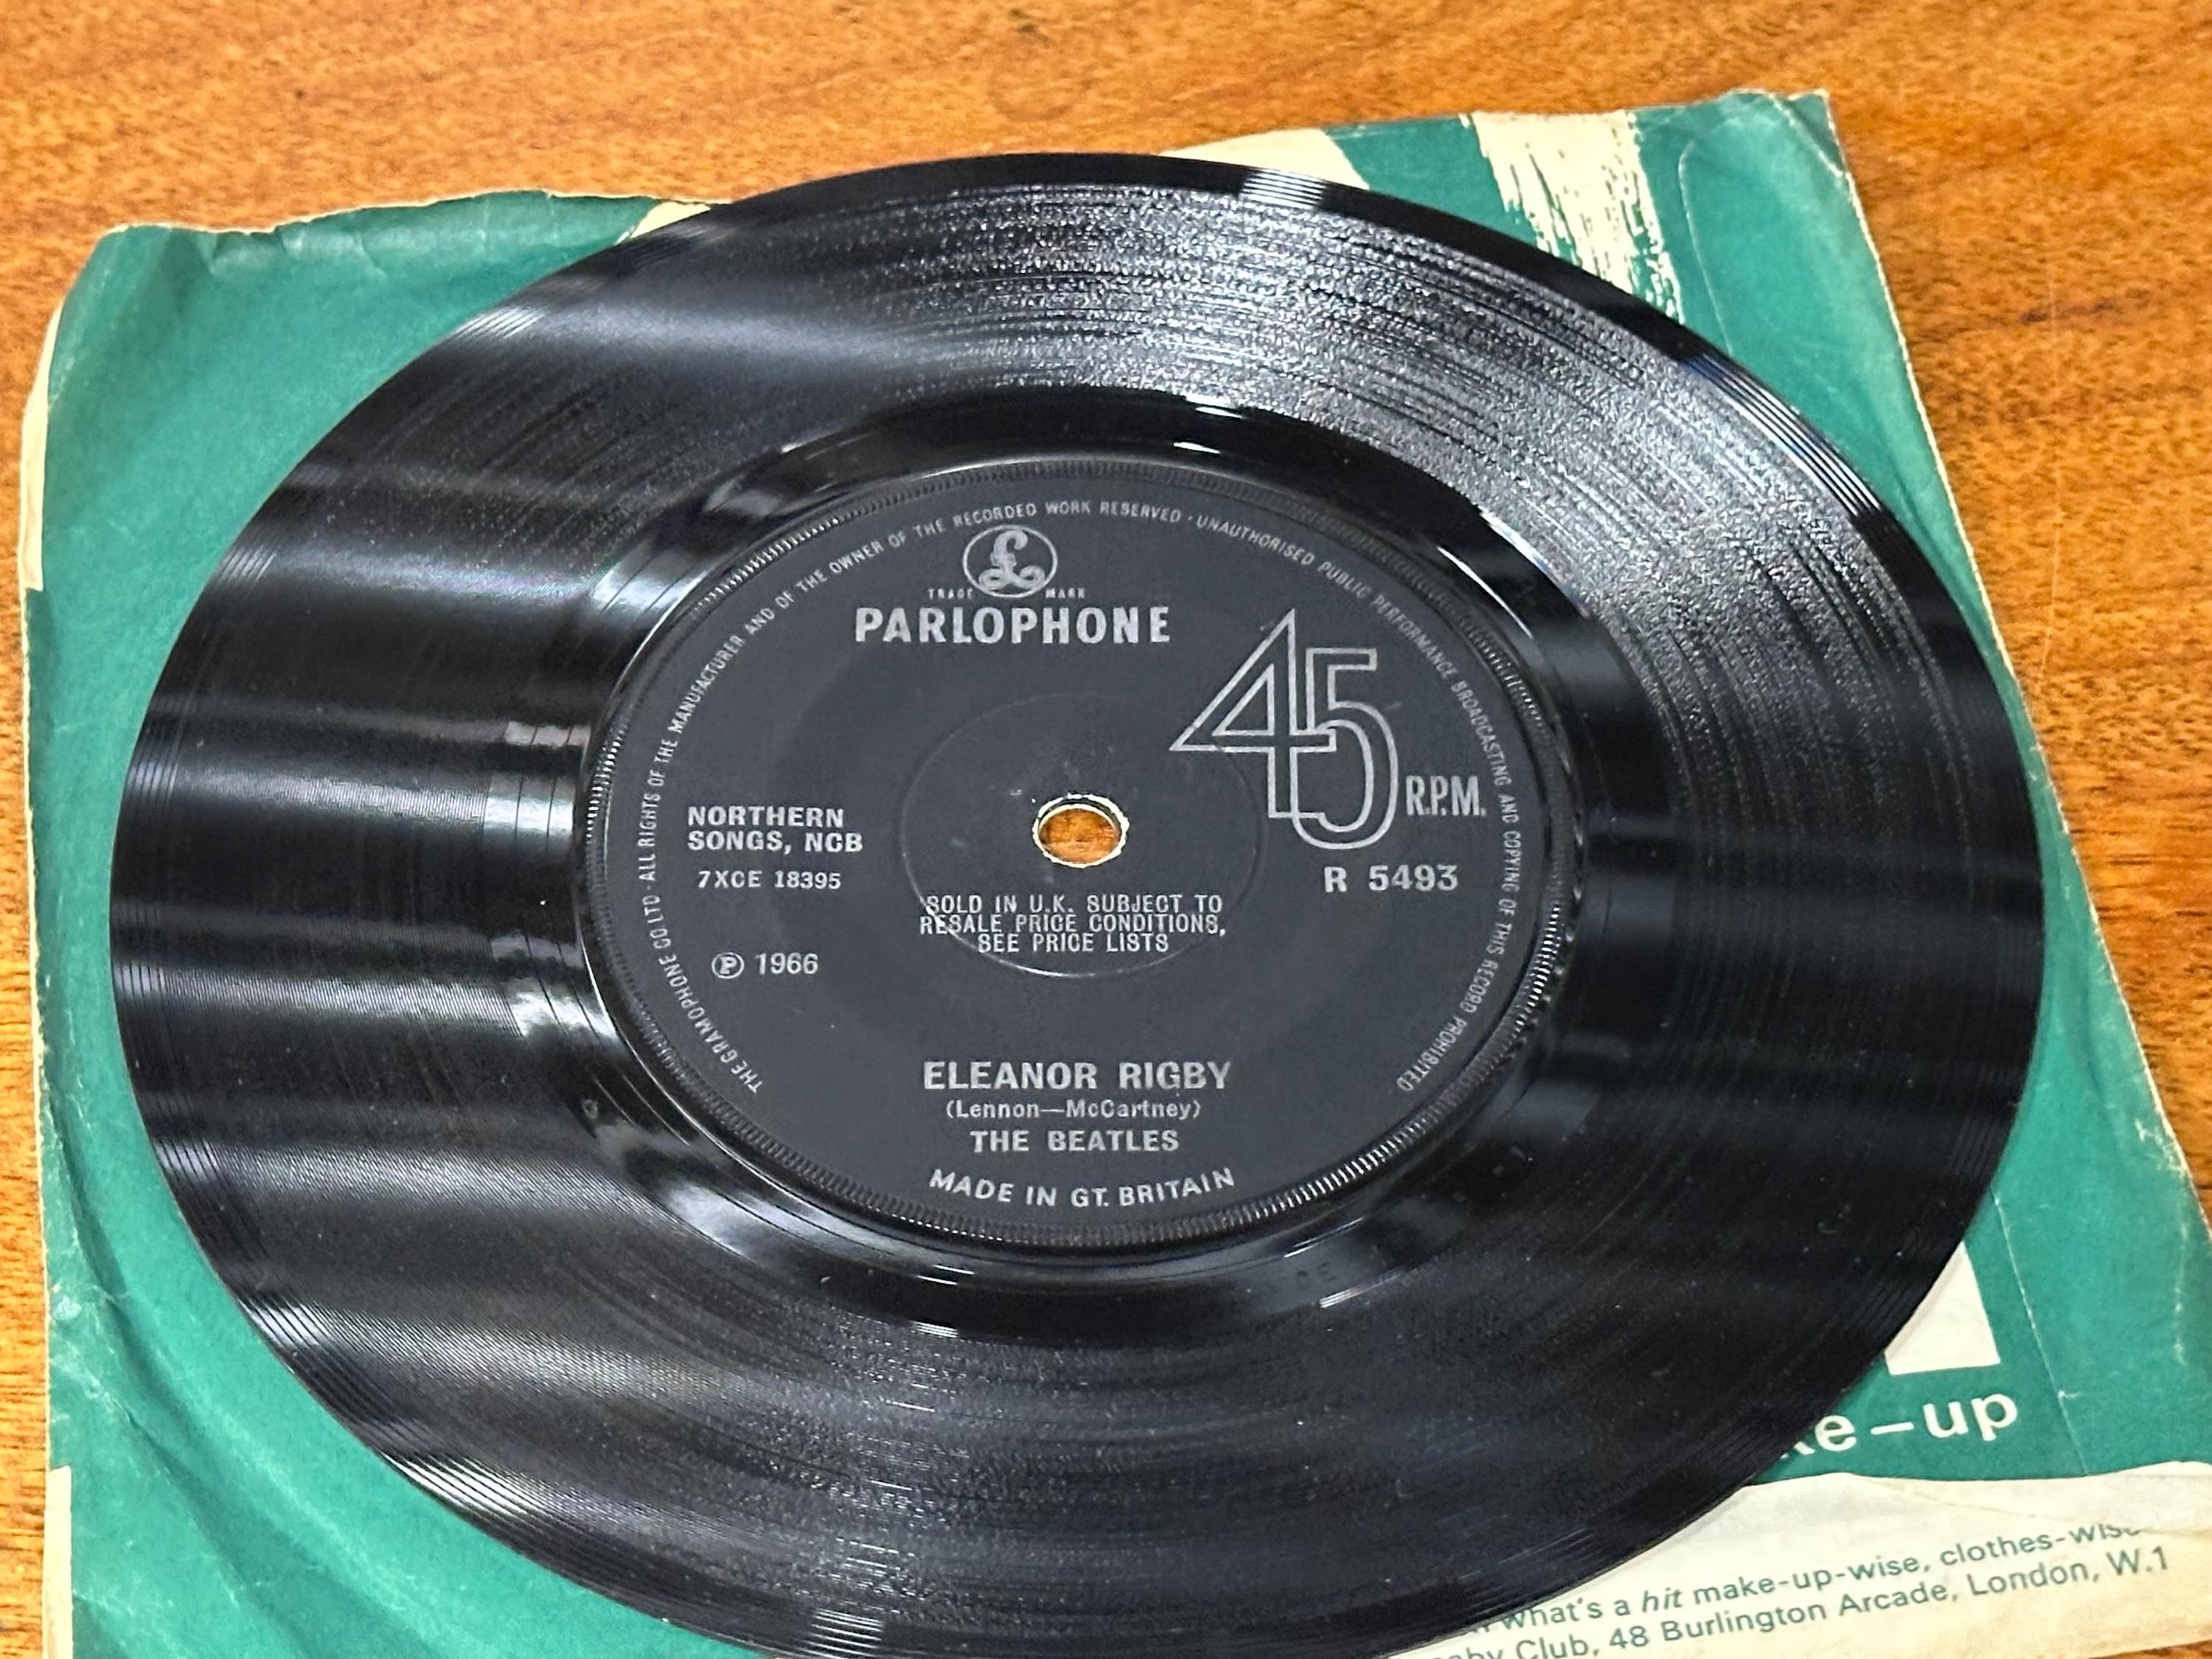 THE GRAMOPHONE CO LTD · ALL RIGHTS OF THE MANUFACTURER AND OF THE OWNER OF THE RECORDED WORK RESERVED · UNAUTHORISED PUBLIC PERFORMANCE BROADCASTING AND COPYING OF THIS RECORD PROHIBITED
£
TRADE MARK
PARLOPHONE
45 R.P.M.
NORTHERN
SONGS, NCB
7XCE 18395
R 5493
SOLD IN U.K. SUBJECT TO
RESALE PRICE CONDITIONS,
SEE PRICE LISTS
Ⓟ 1966
ELEANOR RIGBY
(Lennon—McCartney)
THE BEATLES
MADE IN GT. BRITAIN
–up
what's a hit make-up-wise, clothes-wise
Club, 48 Burlington Arcade, London, W.1